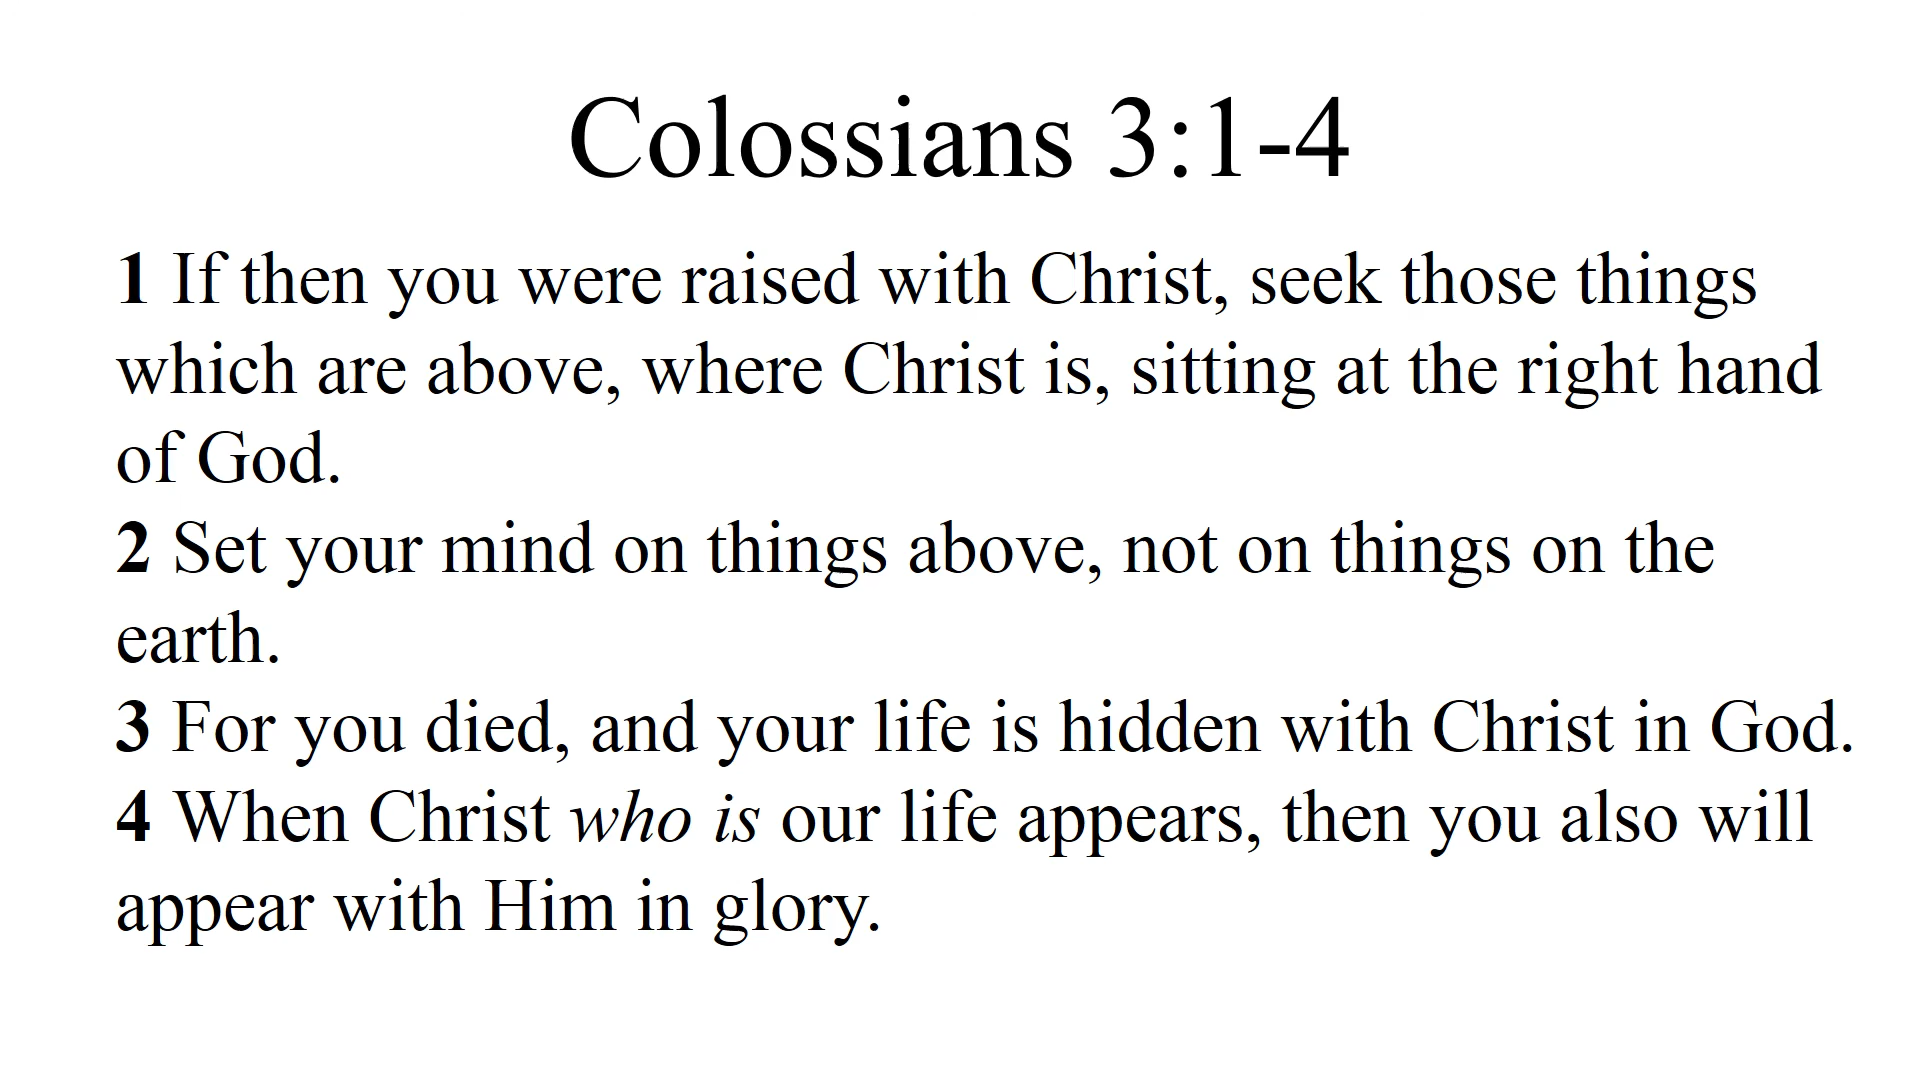 Colossians 3:1-4
1 If then you were raised with Christ, seek those things
which are above, where Christ is, sitting at the right hand
of God.
2 Set your mind on things above, not on things on the
earth.
3 For you died, and your life is hidden with Christ in God.
4 When Christ who is our life appears, then you also will
appear with Him in glory.